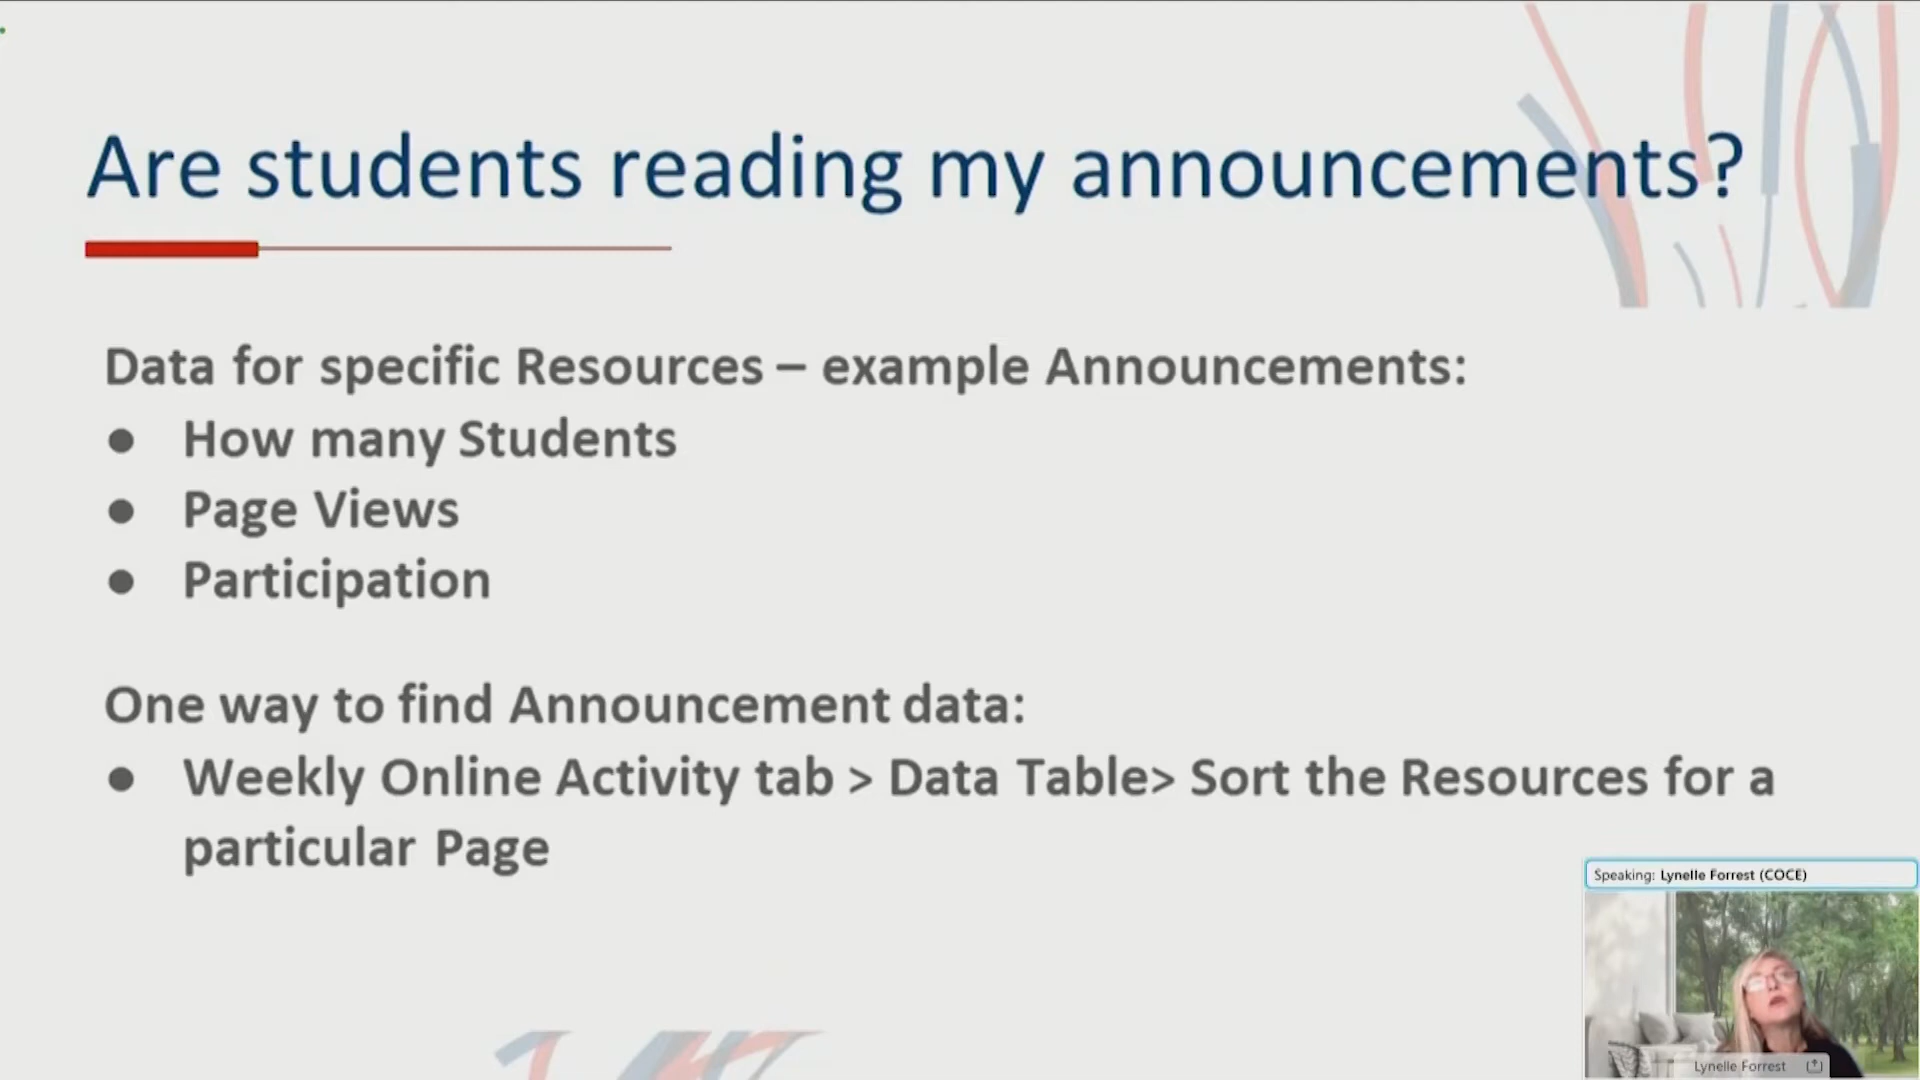 Are students reading my announcements?
Data for specific Resources – example Announcements:
● How many Students
● Page Views
● Participation
One way to find Announcement data:
● Weekly Online Activity tab > Data Table> Sort the Resources for a
particular Page
Speaking: Lynelle Forrest (COCE)
Lynelle Forrest